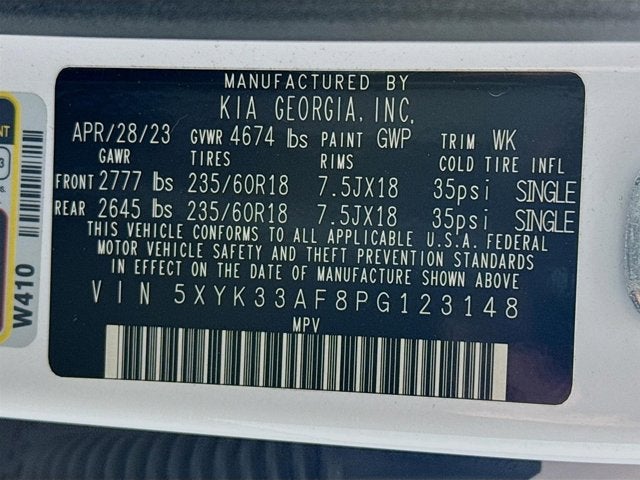 MANUFACTURED BY
KIA GEORGIA, INC.
APR/28/23 GVWR 4674 lbs PAINT GWP TRIM WK
GAWR TIRES RIMS COLD TIRE INFL
FRONT 2777 lbs 235/60R18 7.5JX18 35psi SINGLE
REAR 2645 lbs 235/60R18 7.5JX18 35psi SINGLE
THIS VEHICLE CONFORMS TO ALL APPLICABLE U.S.A. FEDERAL
MOTOR VEHICLE SAFETY AND THEFT PREVENTION STANDARDS
IN EFFECT ON THE DATE OF MANUFACTURE SHOWN ABOVE
VIN 5XYK33AF8PG123148
MPV
W410